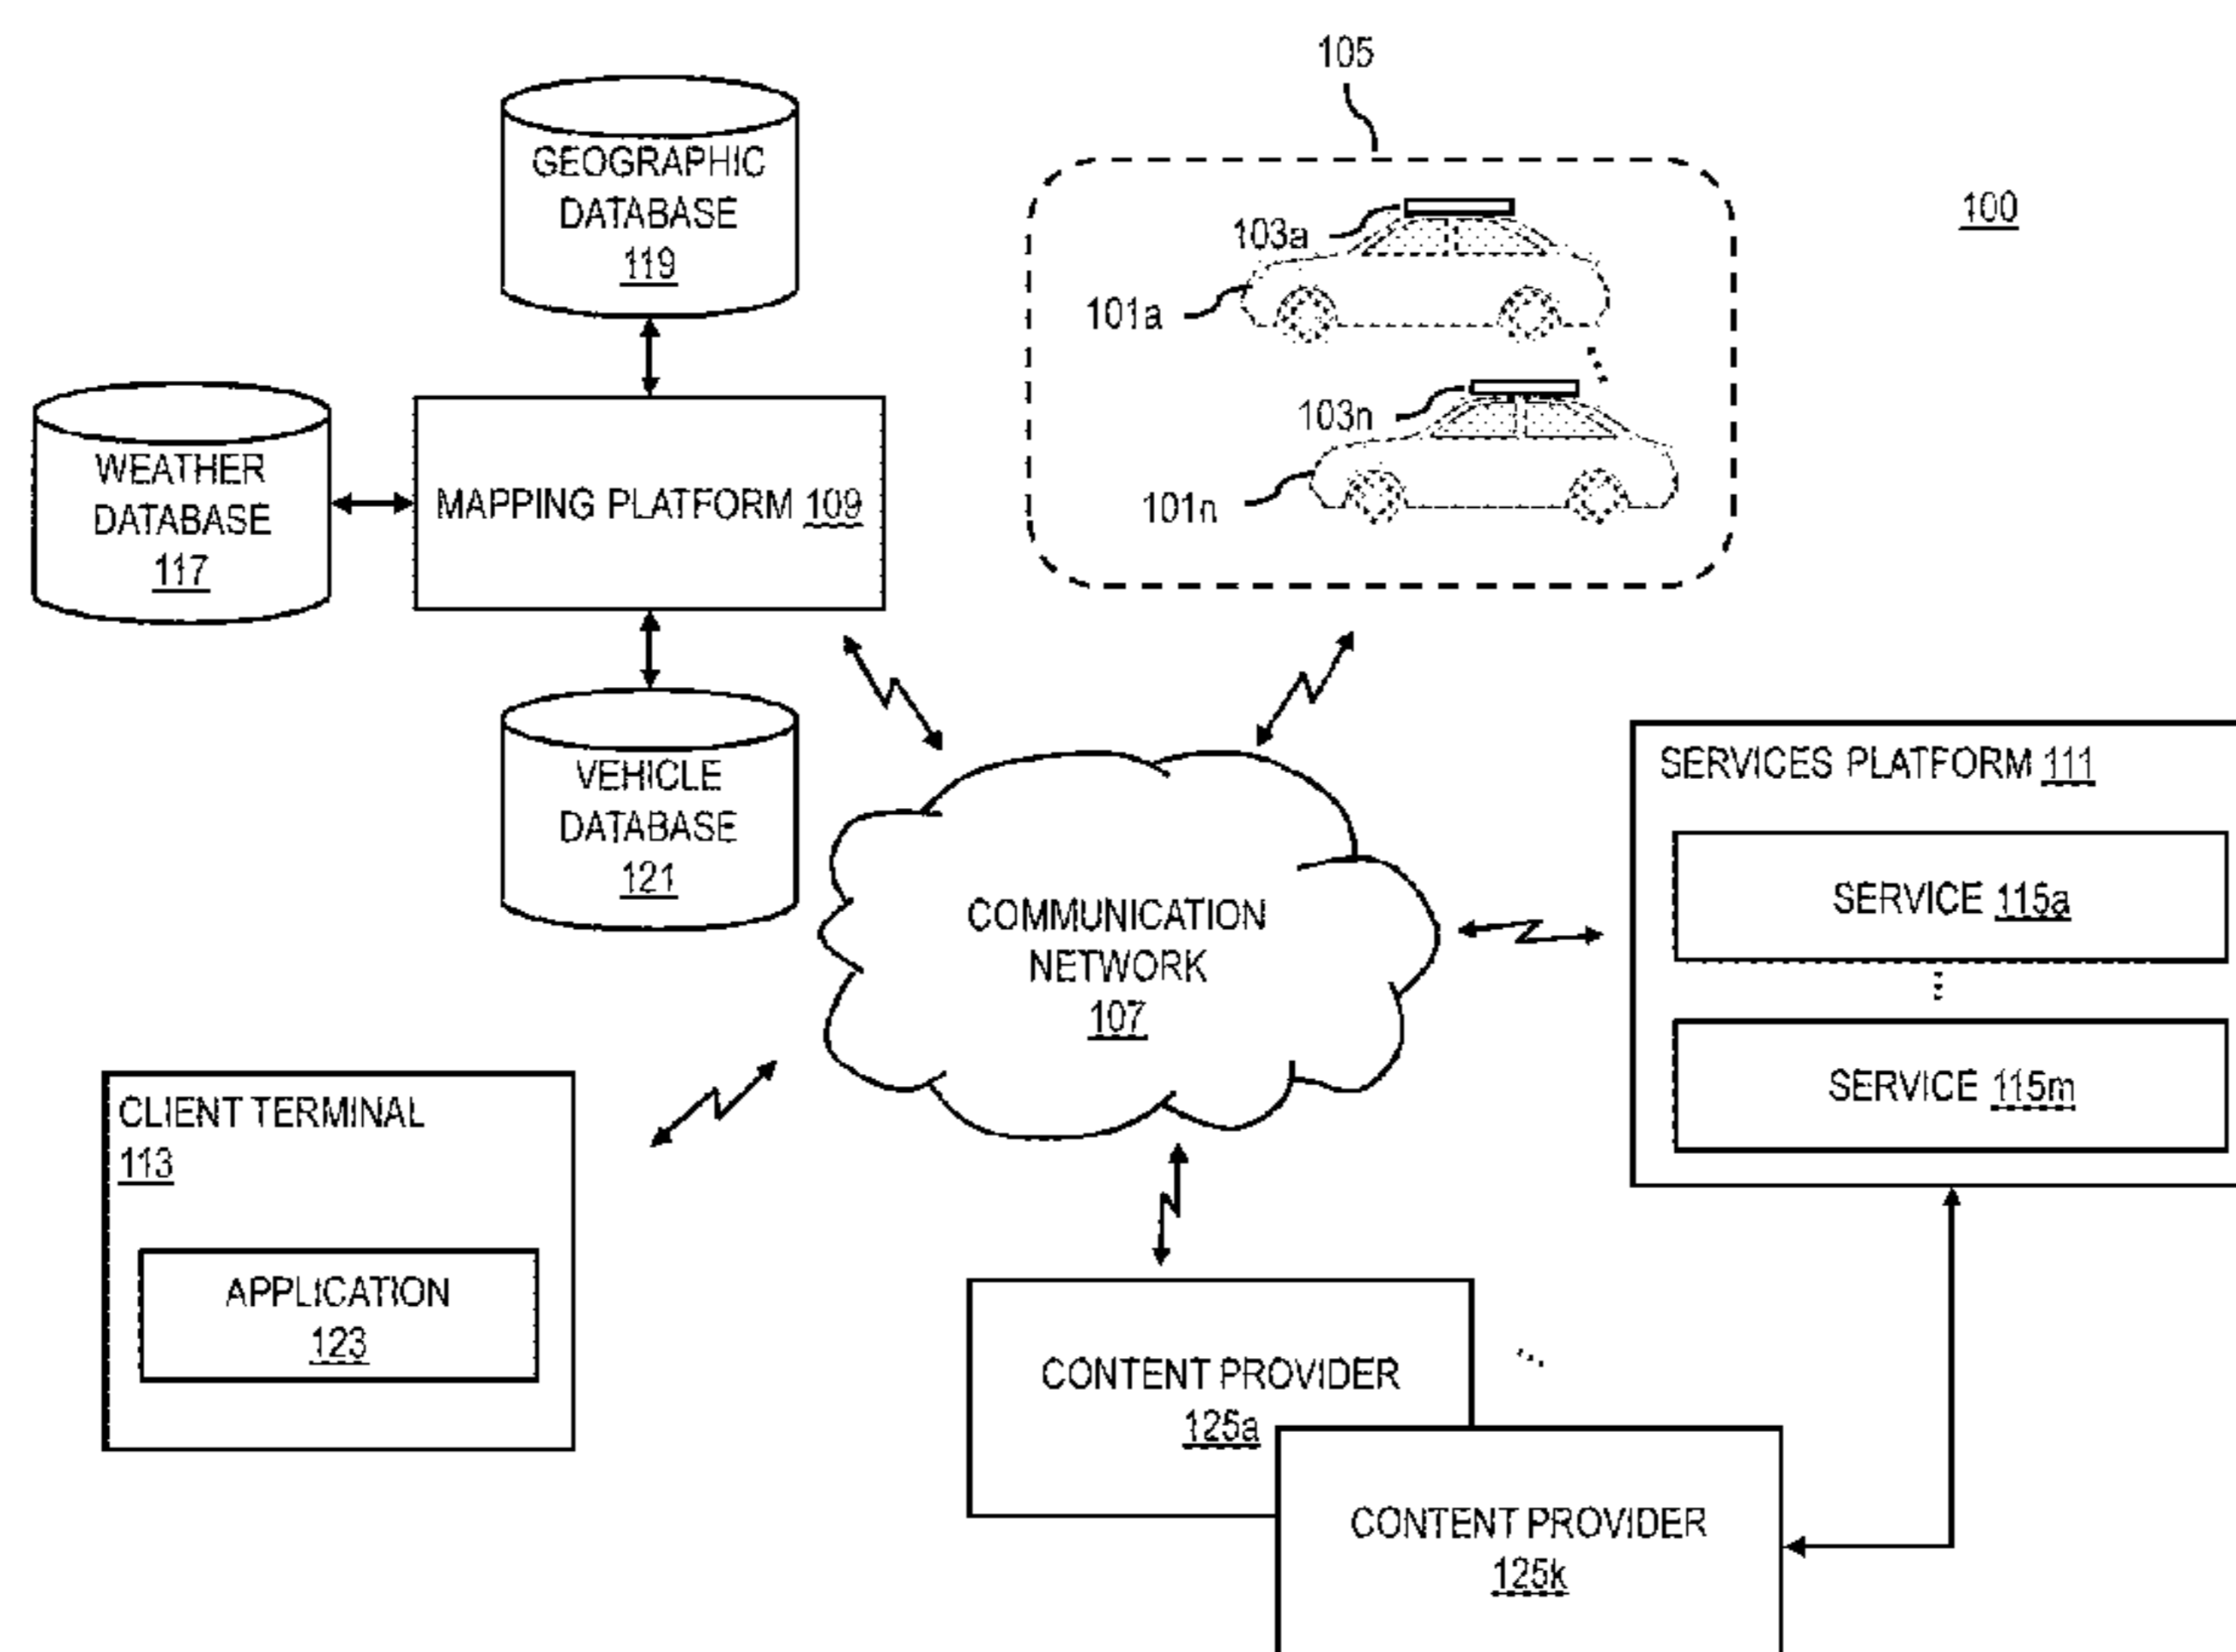 105
100
GEOGRAPHIC
DATABASE
119
103a
101a
103n
101n
WEATHER
DATABASE
117
MAPPING PLATFORM 109
VEHICLE
DATABASE
121
SERVICES PLATFORM 111
SERVICE 115a
SERVICE 115m
COMMUNICATION
NETWORK
107
CLIENT TERMINAL
113
APPLICATION
123
CONTENT PROVIDER
125a
CONTENT PROVIDER
125k